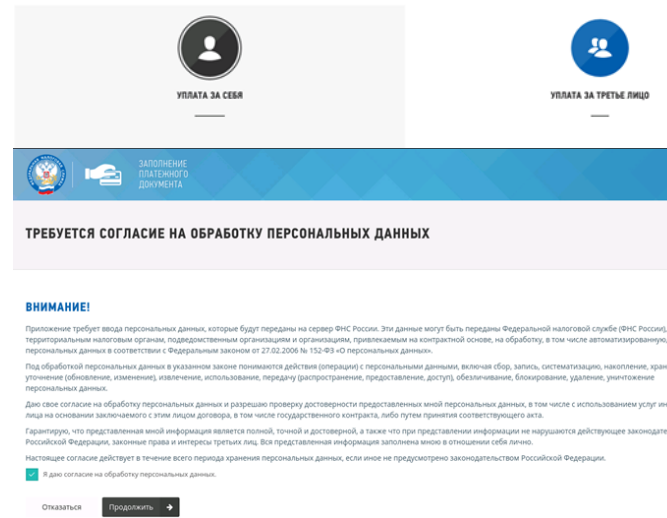 УПЛАТА ЗА СЕБЯ
УПЛАТА ЗА ТРЕТЬЕ ЛИЦО
ЗАПОЛНЕНИЕ
ПЛАТЕЖНОГО
ДОКУМЕНТА
ТРЕБУЕТСЯ СОГЛАСИЕ НА ОБРАБОТКУ ПЕРСОНАЛЬНЫХ ДАННЫХ
ВНИМАНИЕ!
Приложение требует ввода персональных данных, которые будут переданы на сервер ФНС России. Эти данные могут быть переданы Федеральной налоговой службе (ФНС России),
территориальным налоговым органам, подведомственным организациям и организациям, привлекаемым на контрактной основе, на обработку, в том числе автоматизированную,
персональных данных в соответствии с Федеральным законом от 27.02.2006 № 152-ФЗ «О персональных данных».
Под обработкой персональных данных в указанном законе понимаются действия (операции) с персональными данными, включая сбор, запись, систематизацию, накопление, хран
уточнение (обновление, изменение), извлечение, использование, передачу (распространение, предоставление, доступ), обезличивание, блокирование, удаление, уничтожение
персональных данных.
Даю свое согласие на обработку персональных данных и разрешаю проверку достоверности предоставленных мной персональных данных, в том числе с использованием услуг ин
лица на основании заключаемого с этим лицом договора, в том числе государственного контракта, либо путем принятия соответствующего акта.
Гарантирую, что представленная мной информация является полной, точной и достоверной, а также что при представлении информации не нарушаются действующее законодате
Российской Федерации, законные права и интересы третьих лиц. Вся представленная информация заполнена мною в отношении себя лично.
Настоящее согласие действует в течение всего периода хранения персональных данных, если иное не предусмотрено законодательством Российской Федерации.
Я даю согласие на обработку персональных данных.
Отказаться
Продолжить